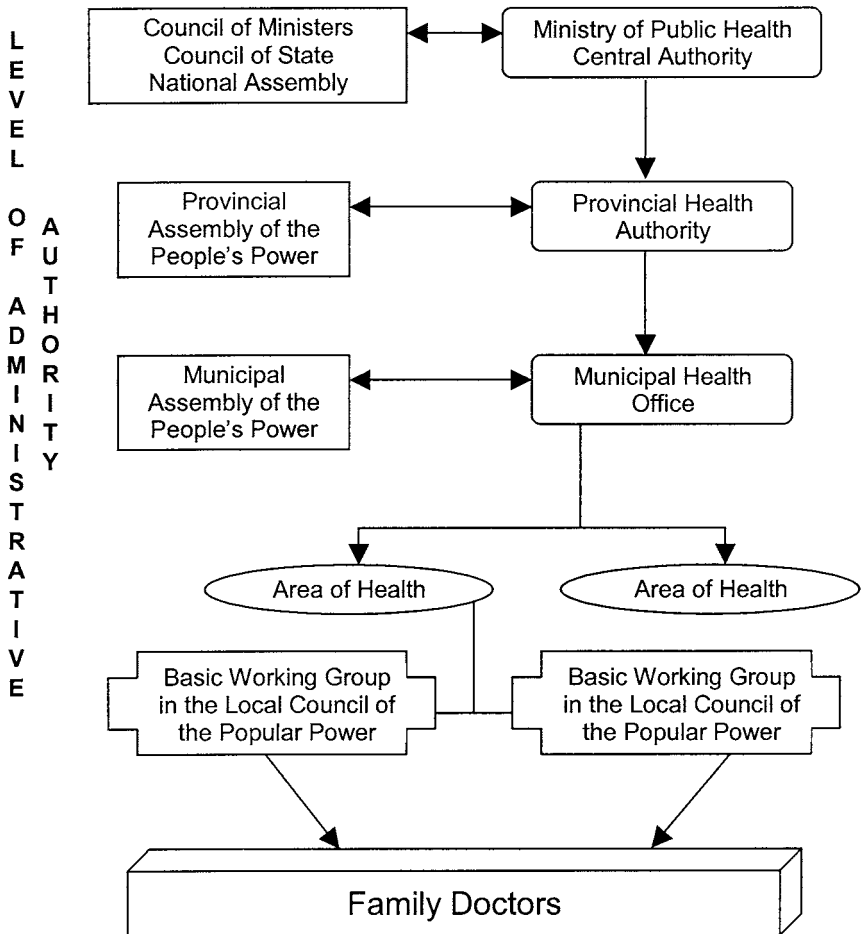 LEVEL OF ADMINISTRATIVE
AUTHORITY
Council of Ministers
Council of State
National Assembly
Ministry of Public Health
Central Authority
Provincial
Assembly of the
People's Power
Provincial Health
Authority
Municipal
Assembly of the
People's Power
Municipal Health
Office
Area of Health
Area of Health
Basic Working Group
in the Local Council of
the Popular Power
Basic Working Group
in the Local Council of
the Popular Power
Family Doctors